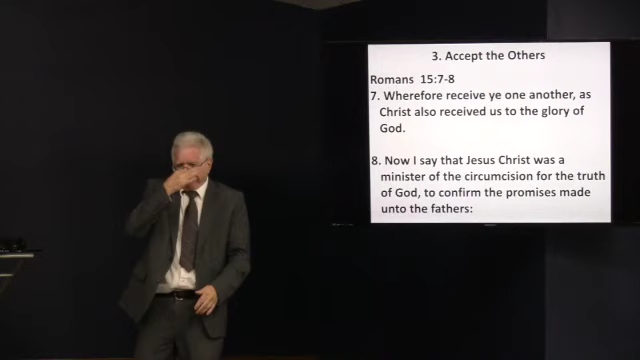 3. Accept the Others
Romans 15:7-8
7. Wherefore receive ye one another, as
Christ also received us to the glory of
God.
8. Now I say that Jesus Christ was a
minister of the circumcision for the truth
of God, to confirm the promises made
unto the fathers: